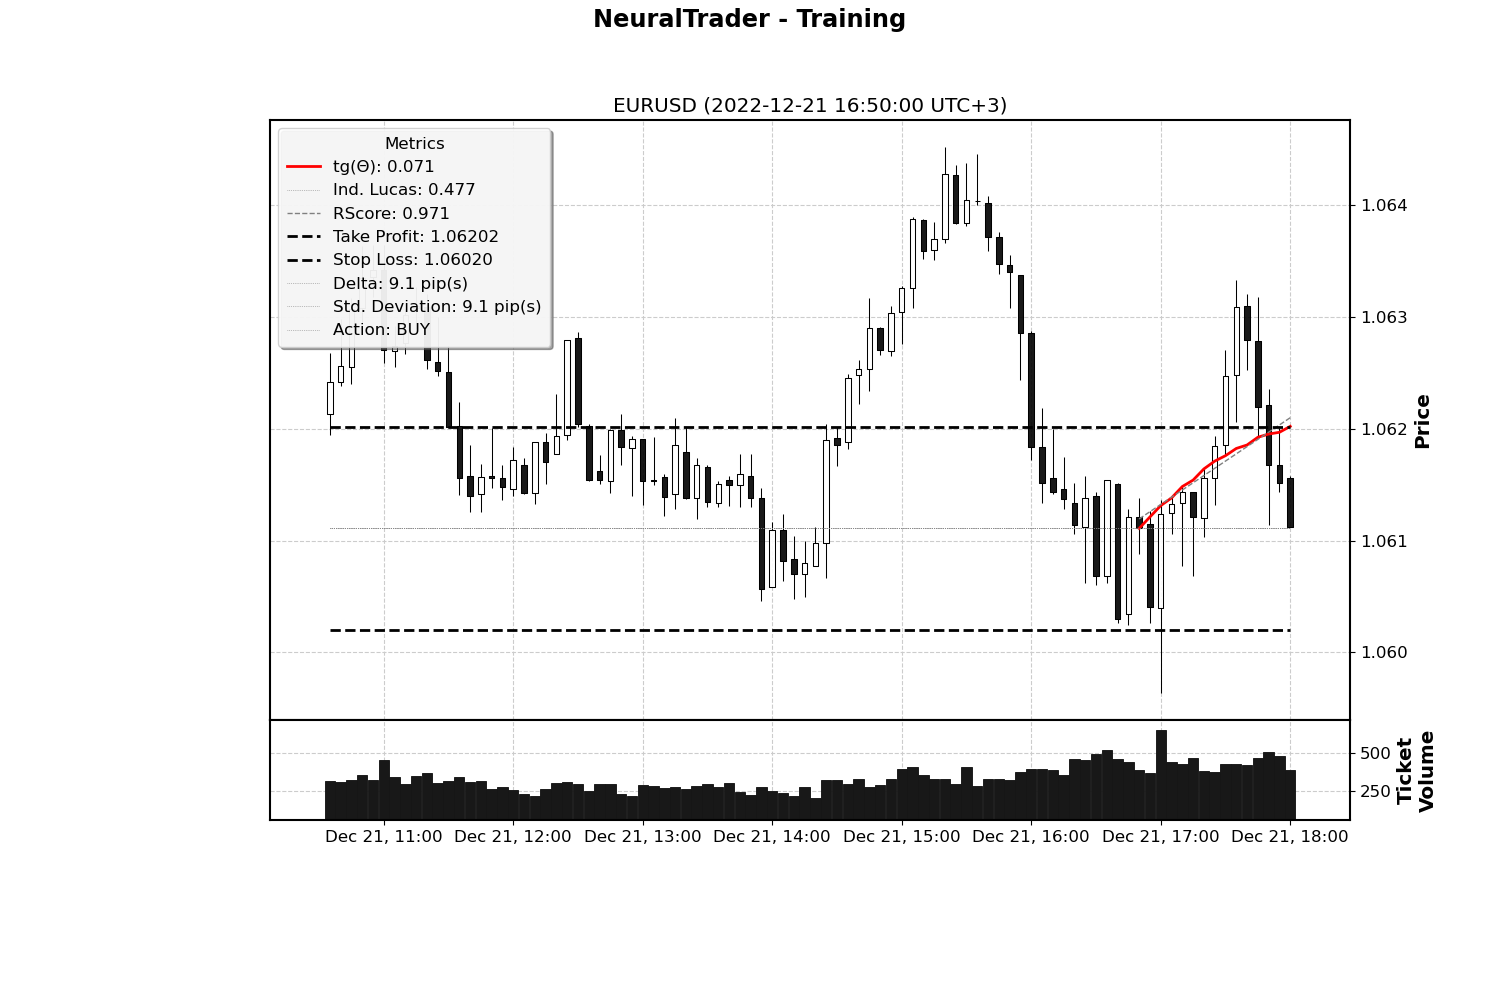 NeuralTrader - Training
EURUSD (2022-12-21 16:50:00 UTC+3)
Metrics
tg(Θ): 0.071
Ind. Lucas: 0.477
RScore: 0.971
Take Profit: 1.06202
Stop Loss: 1.06020
Delta: 9.1 pip(s)
Std. Deviation: 9.1 pip(s)
Action: BUY
1.064
1.063
1.062
1.061
1.060
Price
500
250
Ticket
Volume
Dec 21, 11:00
Dec 21, 12:00
Dec 21, 13:00
Dec 21, 14:00
Dec 21, 15:00
Dec 21, 16:00
Dec 21, 17:00
Dec 21, 18:00